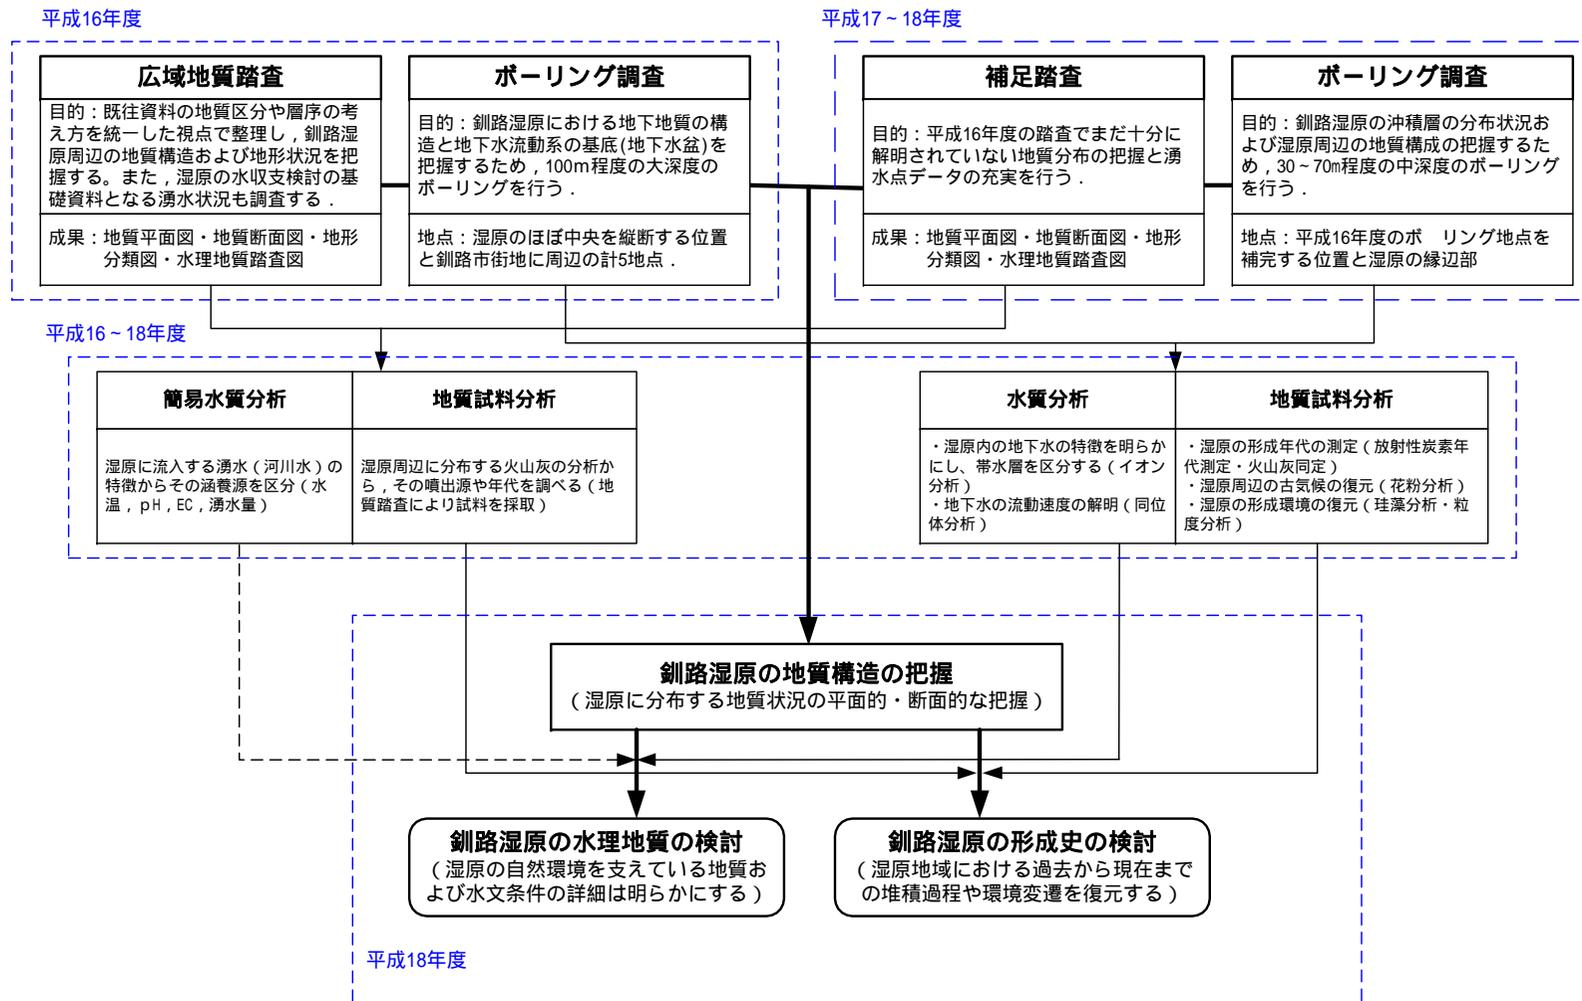 平成16年度
広域地質踏査
目的：既往資料の地質区分や層序の考
え方を統一した視点で整理し，釧路湿
原周辺の地質構造および地形状況を把
握する。また，湿原の水収支検討の基
礎資料となる湧水状況も調査する．
成果：地質平面図・地質断面図・地形
分類図・水理地質踏査図
ボーリング調査
目的：釧路湿原における地下地質の構
造と地下水流動系の基底(地下水盆)を
把握するため，100m程度の大深度の
ボーリングを行う．
地点：湿原のほぼ中央を縦断する位置
と釧路市街地に周辺の計5地点．
平成17～18年度
補足踏査
目的：平成16年度の踏査でまだ十分に
解明されていない地質分布の把握と湧
水点データの充実を行う．
成果：地質平面図・地質断面図・地形
分類図・水理地質踏査図
ボーリング調査
目的：釧路湿原の沖積層の分布状況お
よび湿原周辺の地質構成の把握するた
め，30～70m程度の中深度のボーリング
を行う．
地点：平成16年度のボ　リング地点を
補完する位置と湿原の縁辺部
平成16～18年度
簡易水質分析
湿原に流入する湧水（河川水）の
特徴からその涵養源を区分（水
温，pH，EC，湧水量）
地質試料分析
湿原周辺に分布する火山灰の分析か
ら，その噴出源や年代を調べる（地
質踏査により試料を採取）
水質分析
・湿原内の地下水の特徴を明らか
にし、帯水層を区分する（イオン
分析）
・地下水の流動速度の解明（同位
体分析）
地質試料分析
・湿原の形成年代の測定（放射性炭素年
代測定・火山灰同定）
・湿原周辺の古気候の復元（花粉分析）
・湿原の形成環境の復元（珪藻分析・粒
度分析）
釧路湿原の地質構造の把握
（湿原に分布する地質状況の平面的・断面的な把握）
釧路湿原の水理地質の検討
（湿原の自然環境を支えている地質お
よび水文条件の詳細は明らかにする）
釧路湿原の形成史の検討
（湿原地域における過去から現在まで
の堆積過程や環境変遷を復元する）
平成18年度